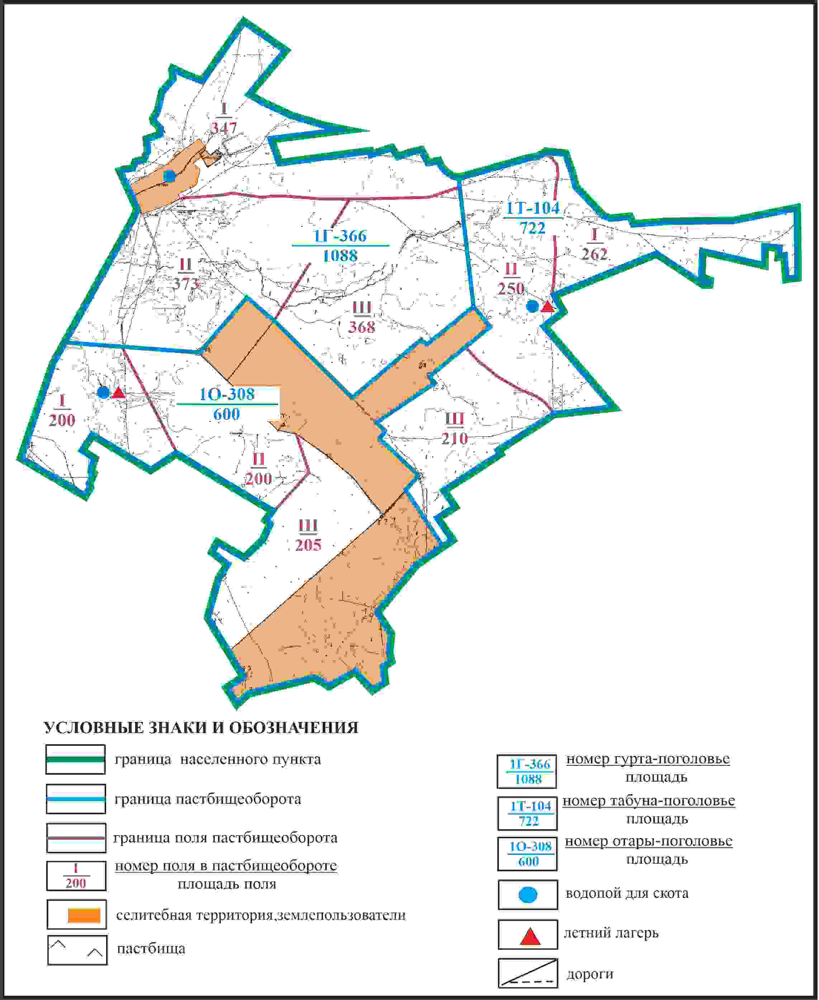 I
347
1Т-104
722
I
262
1Г-366
1088
II
373
II
250
III
368
1О-308
600
I
200
III
210
II
200
III
205
УСЛОВНЫЕ ЗНАКИ И ОБОЗНАЧЕНИЯ
граница населенного пункта
граница пастбищеоборота
граница поля пастбищеоборота
I
200
номер поля в пастбищеобороте
площадь поля
селитебная территория,землепользователи
пастбища
1Г-366
1088
номер гурта-поголовье
площадь
1Т-104
722
номер табуна-поголовье
площадь
1О-308
600
номер отары-поголовье
площадь
водопой для скота
летний лагерь
дороги